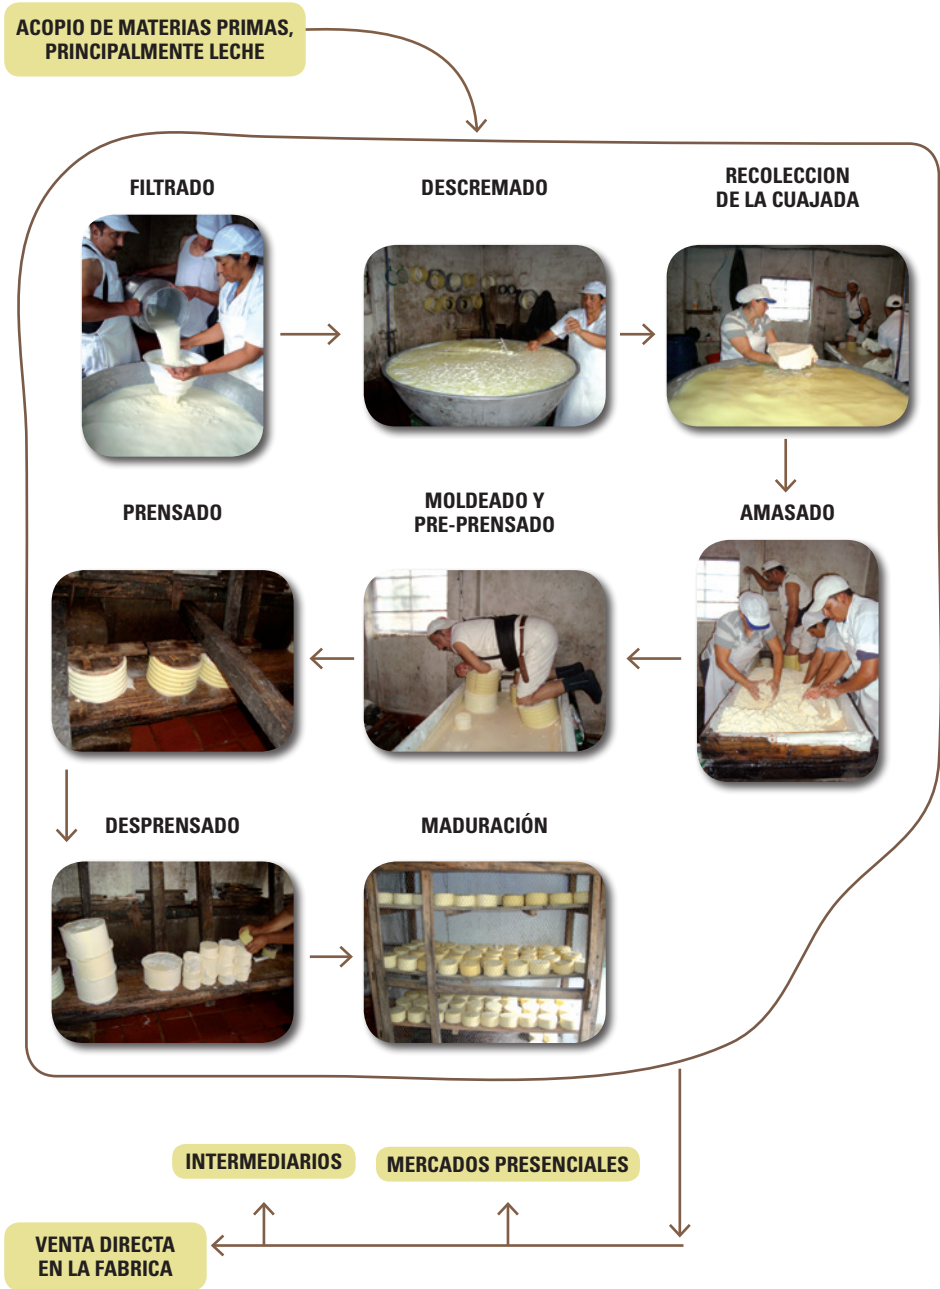 ACOPIO DE MATERIAS PRIMAS,
PRINCIPALMENTE LECHE
FILTRADO
DESCREMADO
RECOLECCION
DE LA CUAJADA
PRENSADO
MOLDEADO Y
PRE-PRENSADO
AMASADO
DESPRENSADO
MADURACIÓN
INTERMEDIARIOS
MERCADOS PRESENCIALES
VENTA DIRECTA
EN LA FABRICA